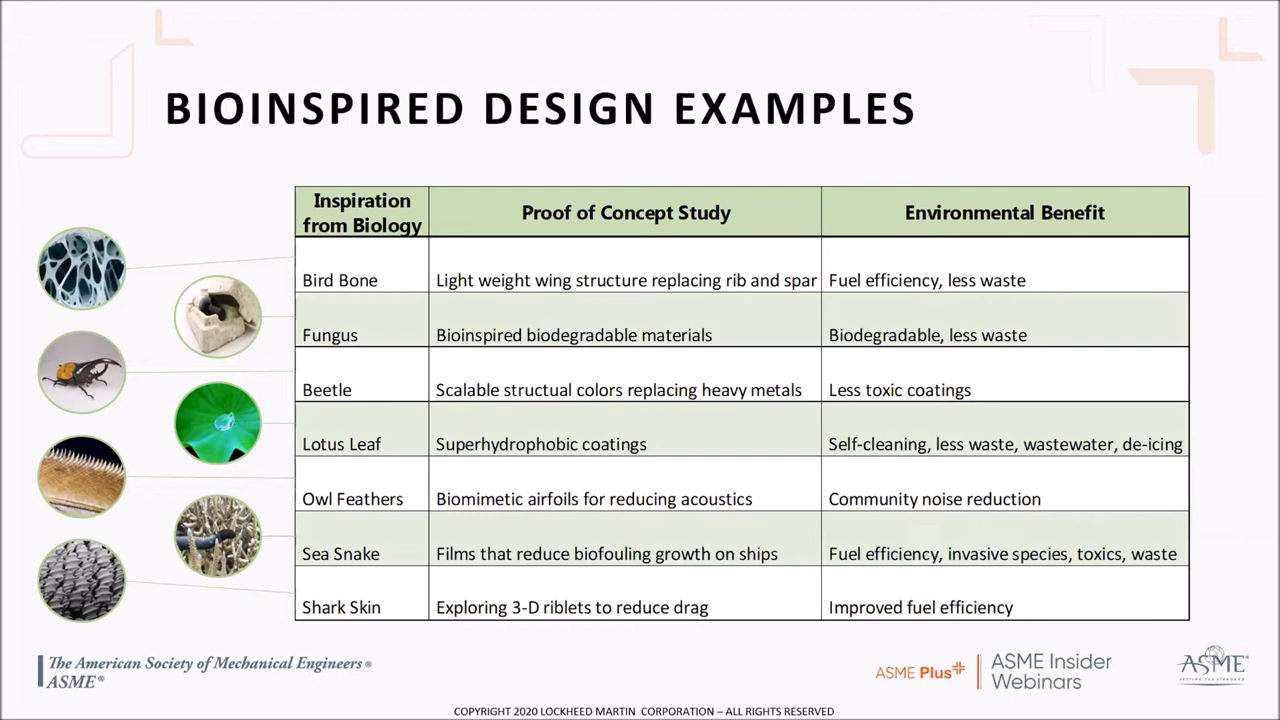 BIOINSPIRED DESIGN EXAMPLES
Inspiration
from Biology
Proof of Concept Study
Environmental Benefit
Bird Bone
Light weight wing structure replacing rib and spar
Fuel efficiency, less waste
Fungus
Bioinspired biodegradable materials
Biodegradable, less waste
Beetle
Scalable structual colors replacing heavy metals
Less toxic coatings
Lotus Leaf
Superhydrophobic coatings
Self-cleaning, less waste, wastewater, de-icing
Owl Feathers
Biomimetic airfoils for reducing acoustics
Community noise reduction
Sea Snake
Films that reduce biofouling growth on ships
Fuel efficiency, invasive species, toxics, waste
Shark Skin
Exploring 3-D riblets to reduce drag
Improved fuel efficiency
The American Society of Mechanical Engineers®
ASME®
ASME Plus
ASME Insider
Webinars
ASME®
SETTING THE STANDARD
COPYRIGHT 2020 LOCKHEED MARTIN CORPORATION – ALL RIGHTS RESERVED